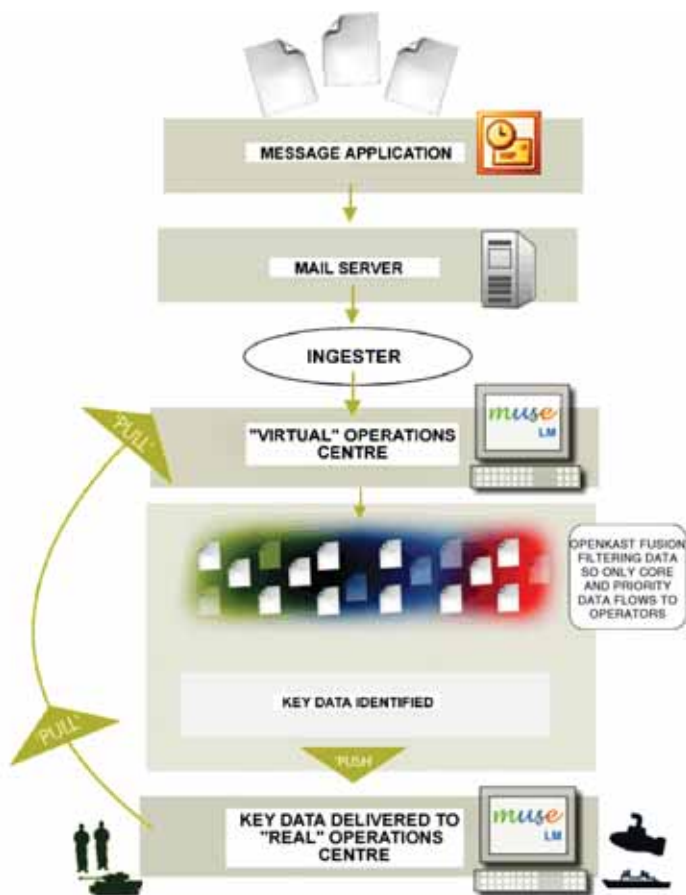 MESSAGE APPLICATION
MAIL SERVER
INGESTER
'PULL'
"VIRTUAL" OPERATIONS
CENTRE
muse
LM
OPENKAST FUSION
FILTERING DATA
SO ONLY CORE
AND PRIORITY
DATA FLOWS TO
OPERATORS
KEY DATA IDENTIFIED
'PULL'
'PUSH
KEY DATA DELIVERED TO
"REAL" OPERATIONS
CENTRE
muse
LM